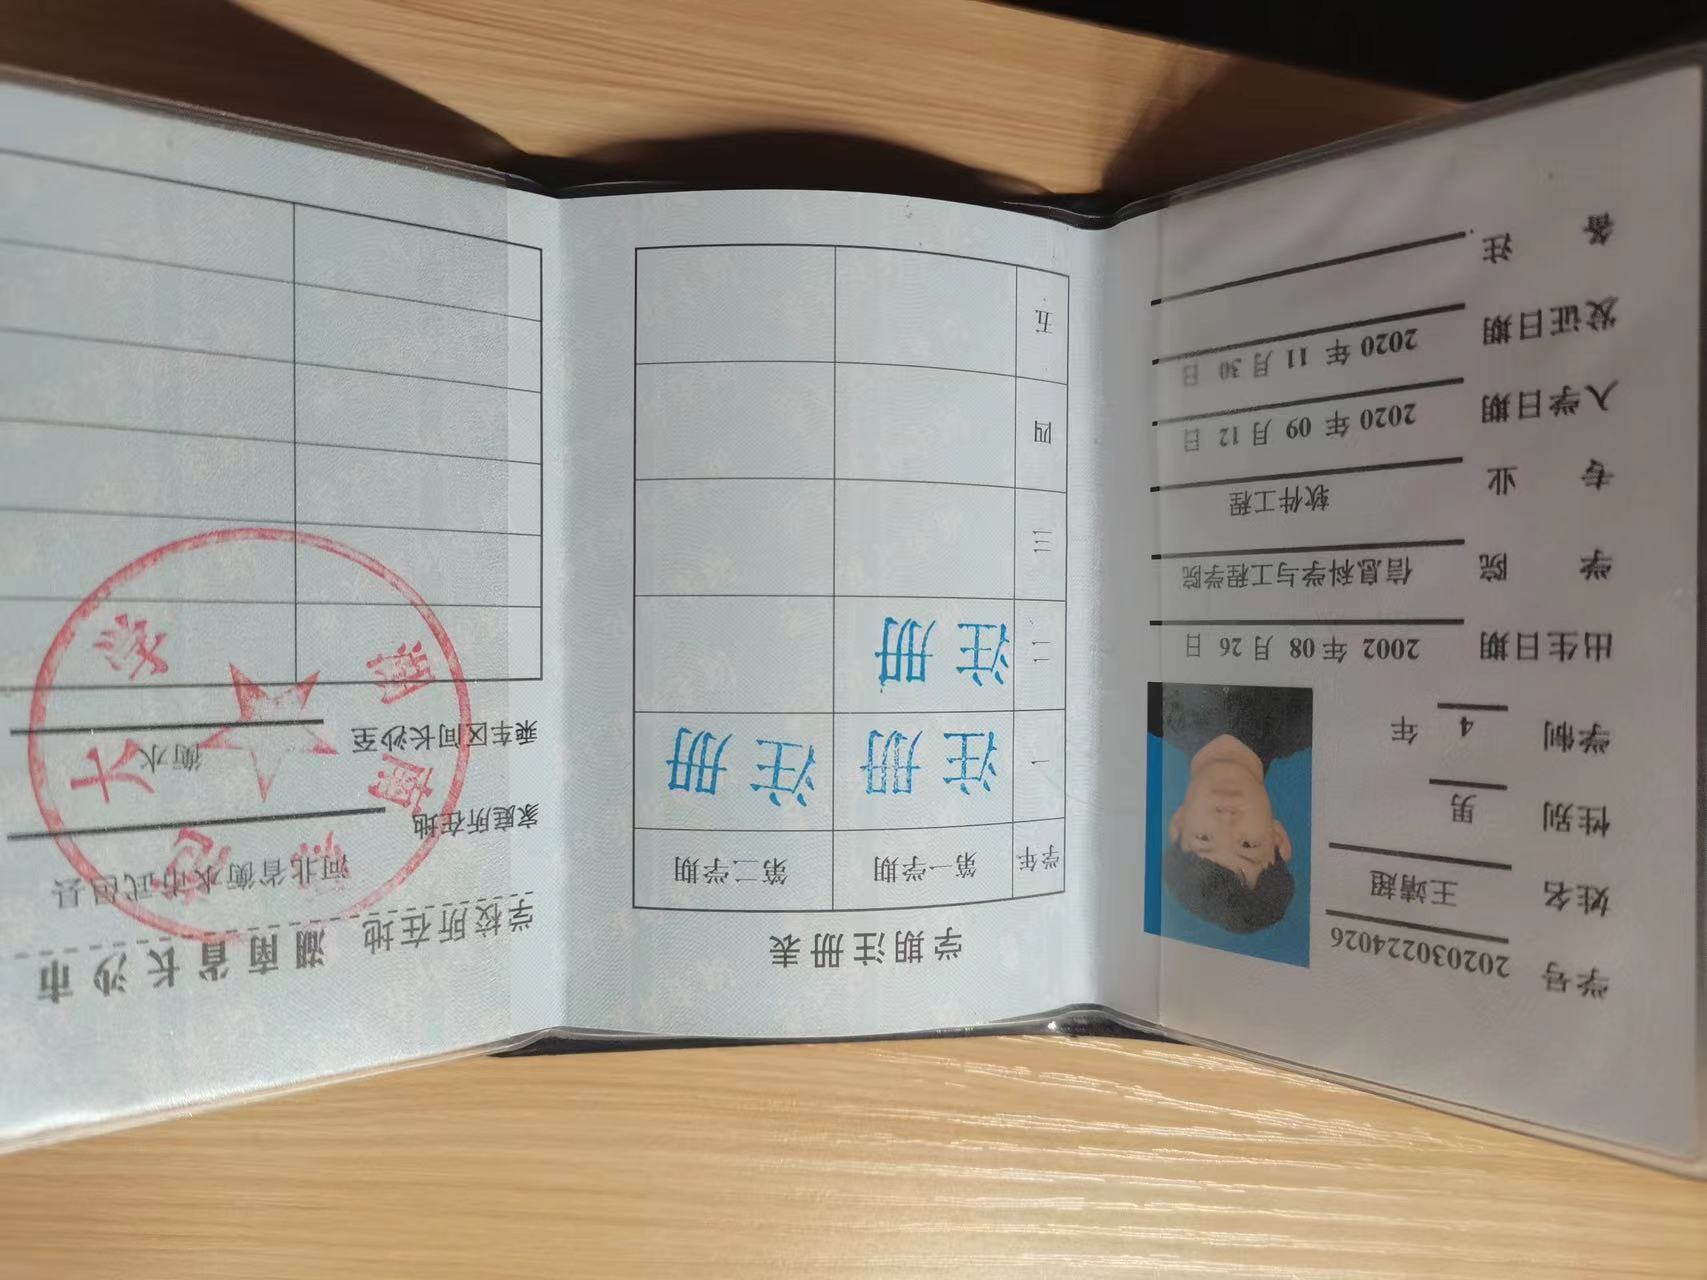 学号 202030224026
姓名 王靖超
性别 男
学制 4 年
出生日期 2002 年 08 月 26 日
学 院 信息科学与工程学院
专 业 软件工程
入学日期 2020 年 09 月 12 日
发证日期 2020 年 11 月 30 日
备 注
学期注册表
学年 第一学期 第二学期
一 注册 注册
二 注册
三
四
五
学校所在地 湖南省长沙市
河北省衡水市武邑县
家庭所在地
衡水
乘车区间长沙至
湖南 大学